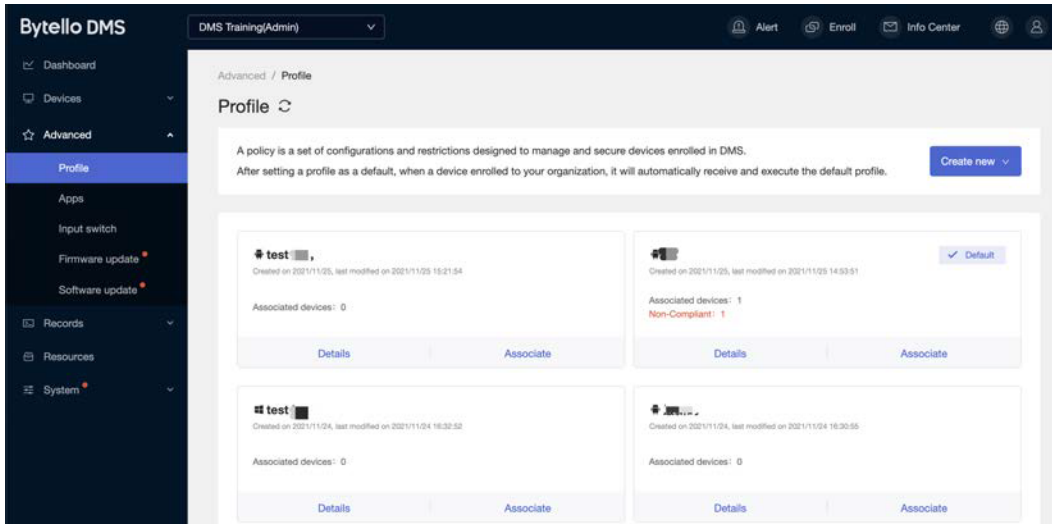 Bytello DMS
DMS Training(Admin)
Alert
Enroll
Info Center
Dashboard
Devices
Advanced
Profile
Apps
Input switch
Firmware update
Software update
Records
Resources
System
Advanced / Profile
Profile
A policy is a set of configurations and restrictions designed to manage and secure devices enrolled in DMS.
After setting a profile as a default, when a device enrolled to your organization, it will automatically receive and execute the default profile.
Create new
test
Created on 2021/11/25, last modified on 2021/11/25 15:21:54
Associated devices: 0
Details
Associate
Default
Created on 2021/11/25, last modified on 2021/11/25 14:53:51
Associated devices: 1
Non-Compliant: 1
Details
Associate
test
Created on 2021/11/24, last modified on 2021/11/24 16:32:52
Associated devices: 0
Details
Associate
Created on 2021/11/24, last modified on 2021/11/24 16:30:55
Associated devices: 0
Details
Associate